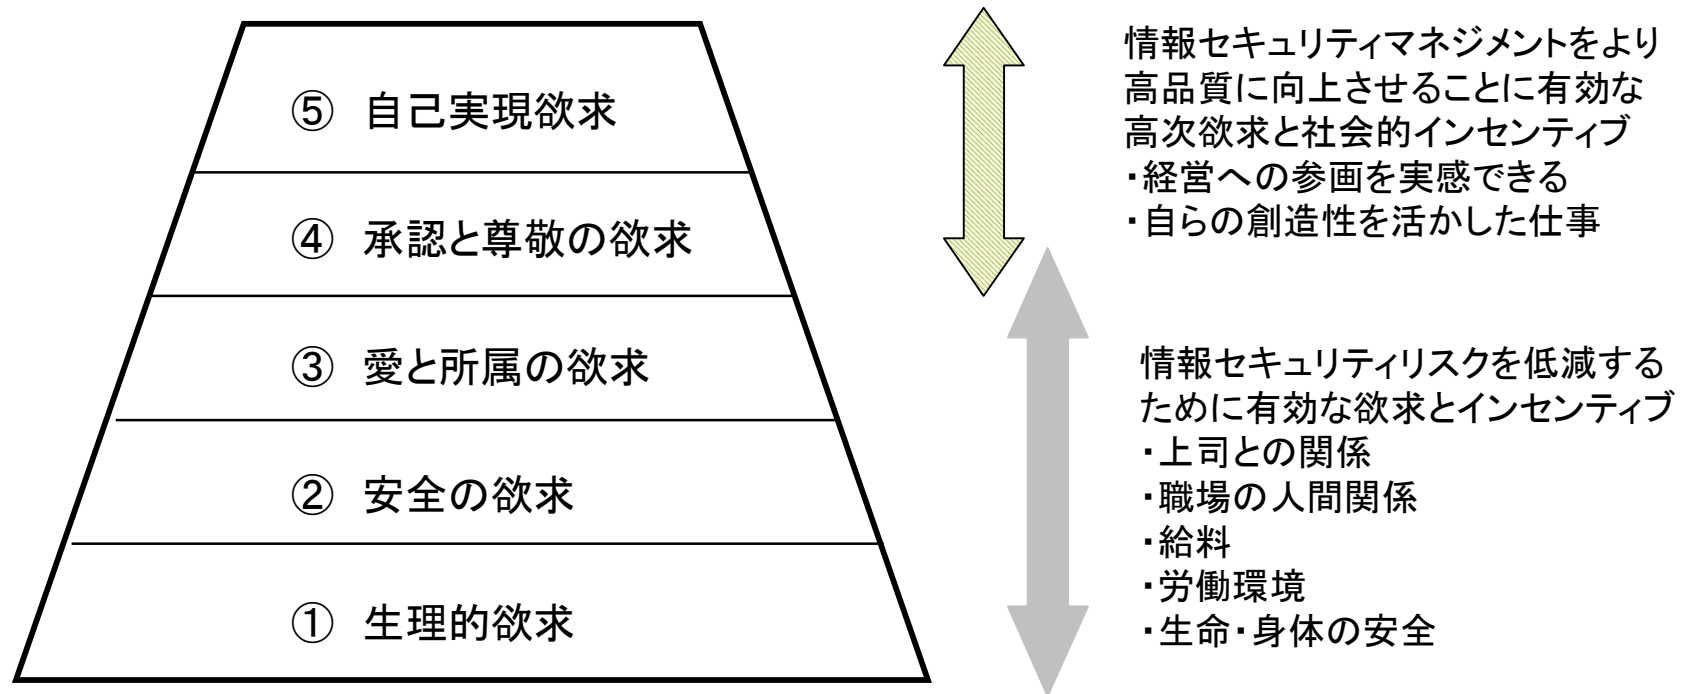 ⑤ 自己実現欲求
④ 承認と尊敬の欲求
③ 愛と所属の欲求
② 安全の欲求
① 生理的欲求
情報セキュリティマネジメントをより
高品質に向上させることに有効な
高次欲求と社会的インセンティブ
・経営への参画を実感できる
・自らの創造性を活かした仕事
情報セキュリティリスクを低減する
ために有効な欲求とインセンティブ
・上司との関係
・職場の人間関係
・給料
・労働環境
・生命・身体の安全